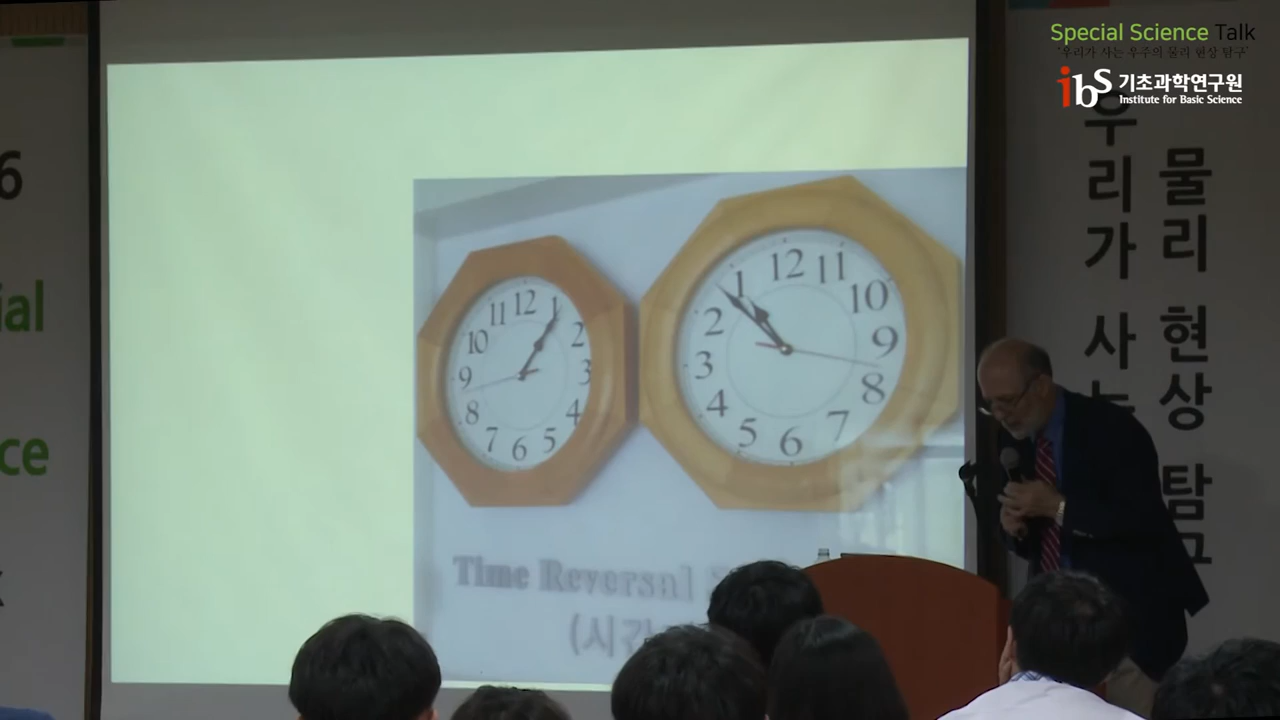 Special Science Talk
'우리가 사는 우주의 물리 현상 탐구'
ibs 기초과학연구원
Institute for Basic Science
우리가 사는
물리 현상 탐구
6
ial
ce
12
1
2
3
4
5
6
7
8
9
10
11
12
11
10
9
8
7
6
5
4
3
2
1
Time Reversal
(시간